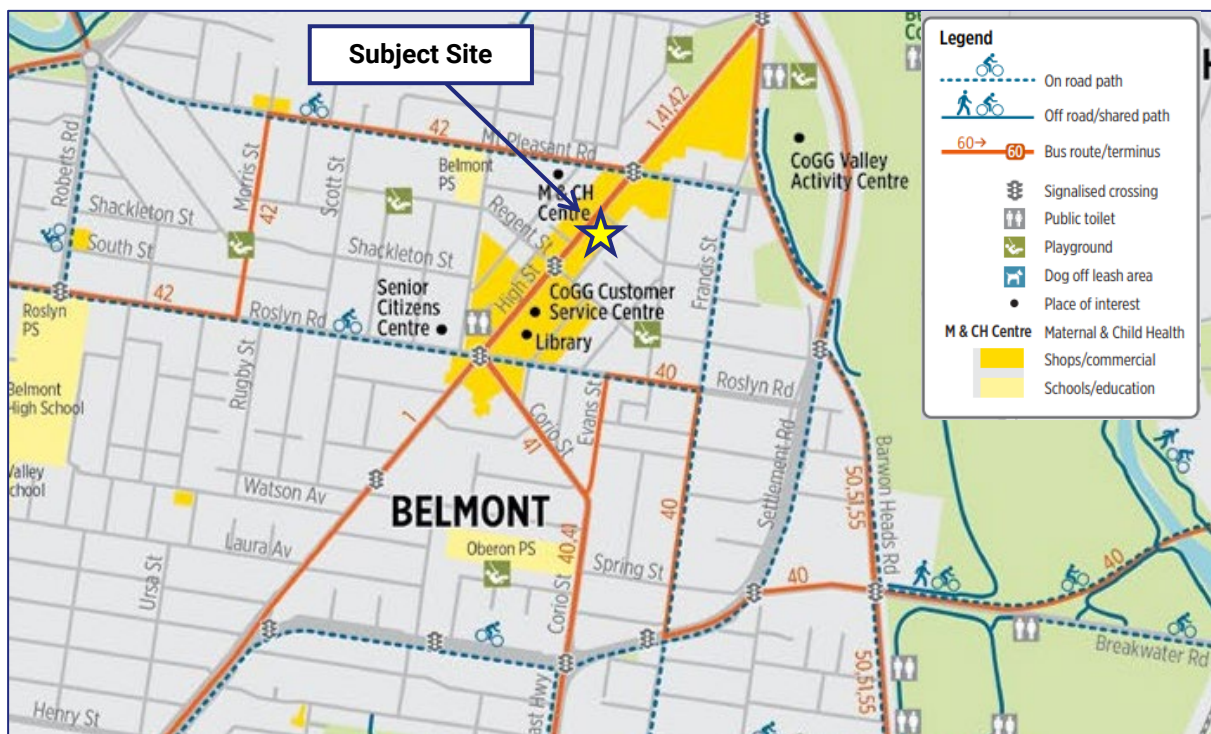 Subject Site
Legend
On road path
Off road/shared path
60→
60
Bus route/terminus
Signalised crossing
Public toilet
Playground
Dog off leash area
Place of interest
M & CH Centre
Maternal & Child Health
Shops/commercial
Schools/education
1,41,42
42
Mt Pleasant Rd
Roberts Rd
Morris St
Scott St
Belmont
PS
M & CH
Centre
CoGG Valley
Activity Centre
Regent St
Shackleton St
South St
42
Shackleton St
High St
Francis St
Senior
Citizens
Centre
CoGG Customer
Service Centre
Library
42
Roslyn Rd
Roslyn
PS
Rugby St
40
Roslyn Rd
Belmont
High School
Valley
School
1
Corio St
41
Evans St
Settlement Rd
Barwon Heads Rd
50,51,55
Watson Av
BELMONT
40
Laura Av
Oberon PS
40,41
Spring St
40
40
Ursa St
Corio St
Breakwater Rd
50,51,55
Henry St
East Hwy